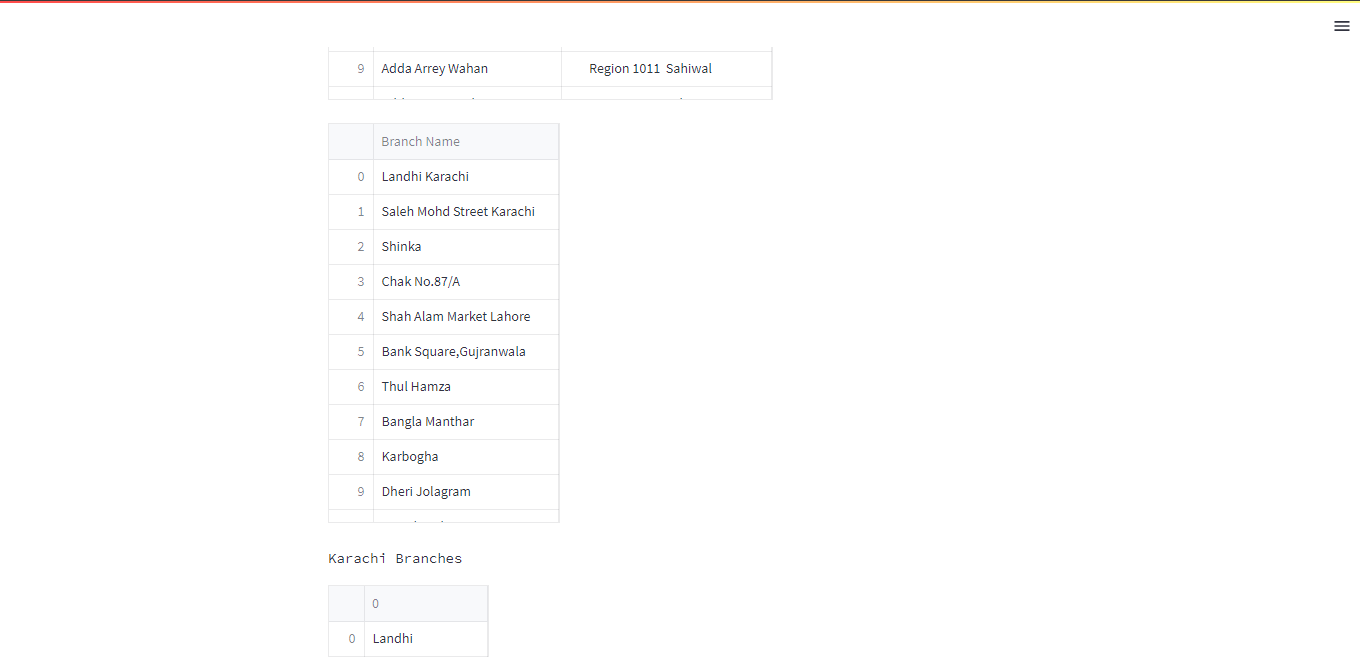 9 Adda Arrey Wahan Region 1011 Sahiwal
Branch Name
0 Landhi Karachi
1 Saleh Mohd Street Karachi
2 Shinka
3 Chak No.87/A
4 Shah Alam Market Lahore
5 Bank Square,Gujranwala
6 Thul Hamza
7 Bangla Manthar
8 Karbogha
9 Dheri Jolagram
Karachi Branches
0
0 Landhi